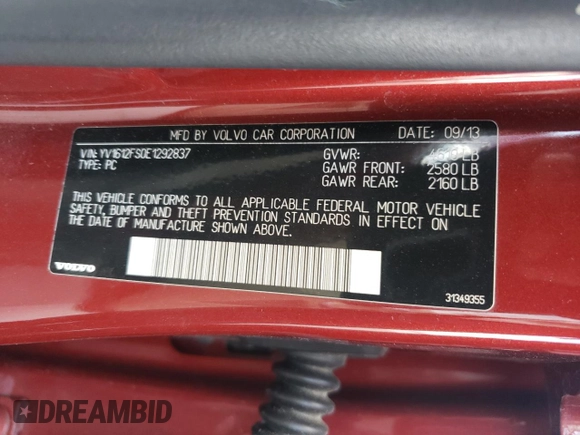 MFD BY VOLVO CAR CORPORATION DATE: 09/13
VIN: YV1612FS0E1292837 GVWR: LB
TYPE: PC GAWR FRONT: 2580 LB
GAWR REAR: 2160 LB
THIS VEHICLE CONFORMS TO ALL APPLICABLE FEDERAL MOTOR VEHICLE
SAFETY, BUMPER AND THEFT PREVENTION STANDARDS IN EFFECT ON
THE DATE OF MANUFACTURE SHOWN ABOVE.
VOLVO
31349355
DREAMBID